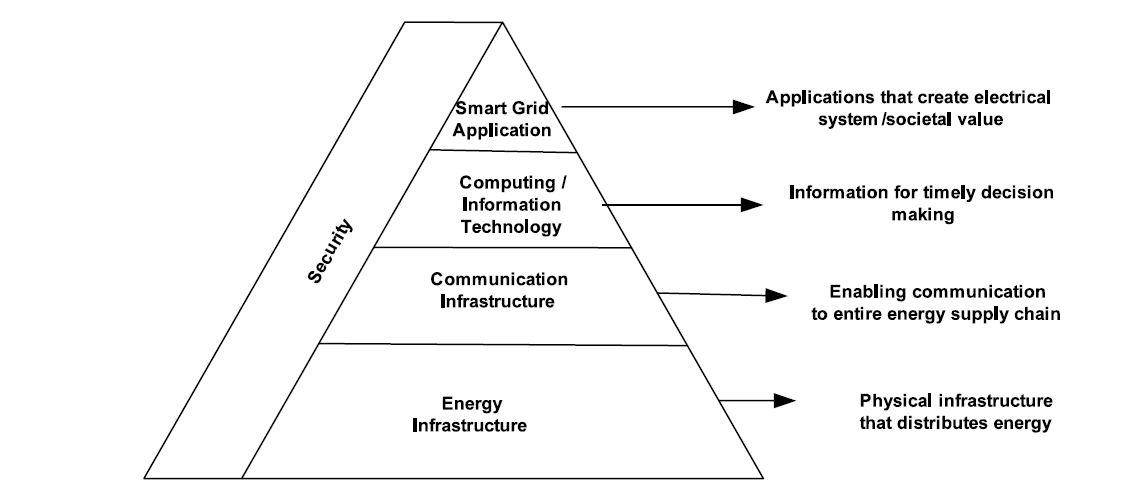 Smart Grid
Application
Applications that create electrical
system/societal value
Computing /
Information
Technology
Information for timely decision
making
Security
Communication
Infrastructure
Enabling communication
to entire energy supply chain
Energy
Infrastructure
Physical infrastructure
that distributes energy